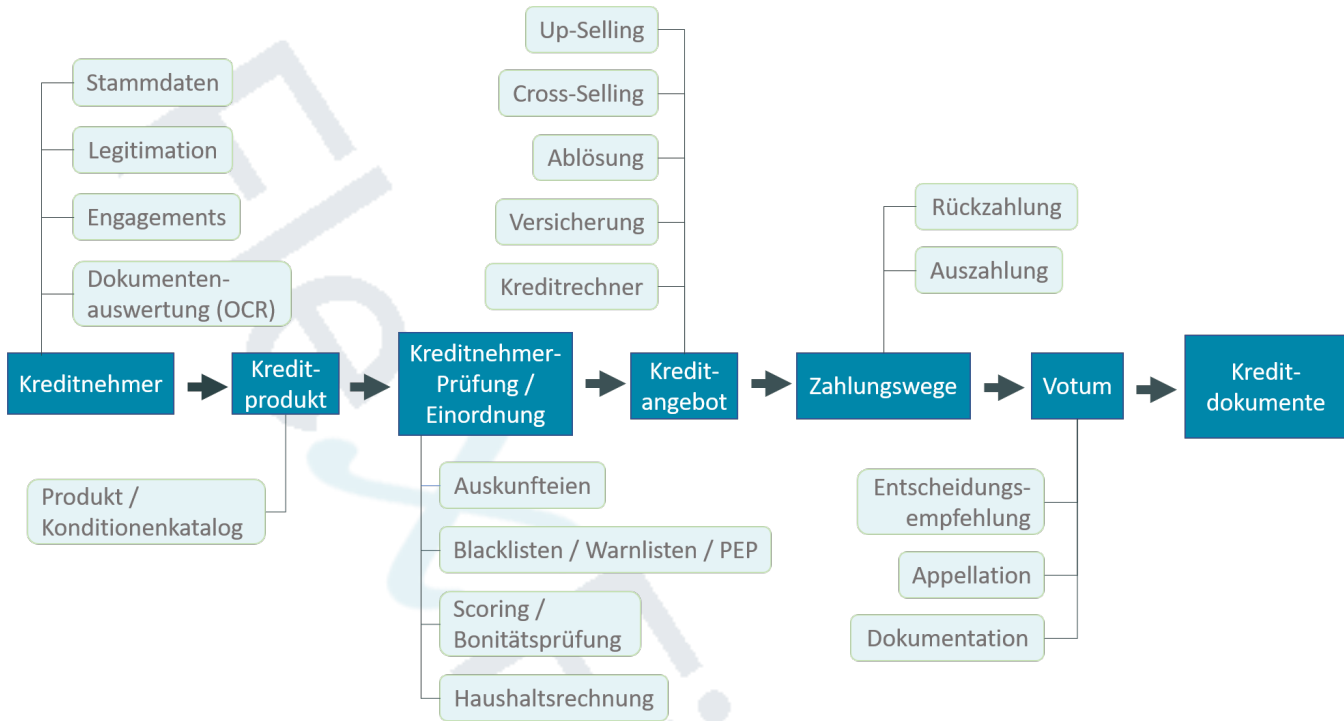 Up-Selling
Cross-Selling
Ablösung
Versicherung
Kreditrechner
Stammdaten
Legitimation
Engagements
Dokumenten-
auswertung (OCR)
Rückzahlung
Auszahlung
Kreditnehmer
Kredit-
produkt
Kreditnehmer-
Prüfung /
Einordnung
Kredit-
angebot
Zahlungswege
Votum
Kredit-
dokumente
Produkt /
Konditionenkatalog
Auskunfteien
Blacklisten / Warnlisten / PEP
Scoring /
Bonitätsprüfung
Haushaltsrechnung
Entscheidungs-
empfehlung
Appellation
Dokumentation